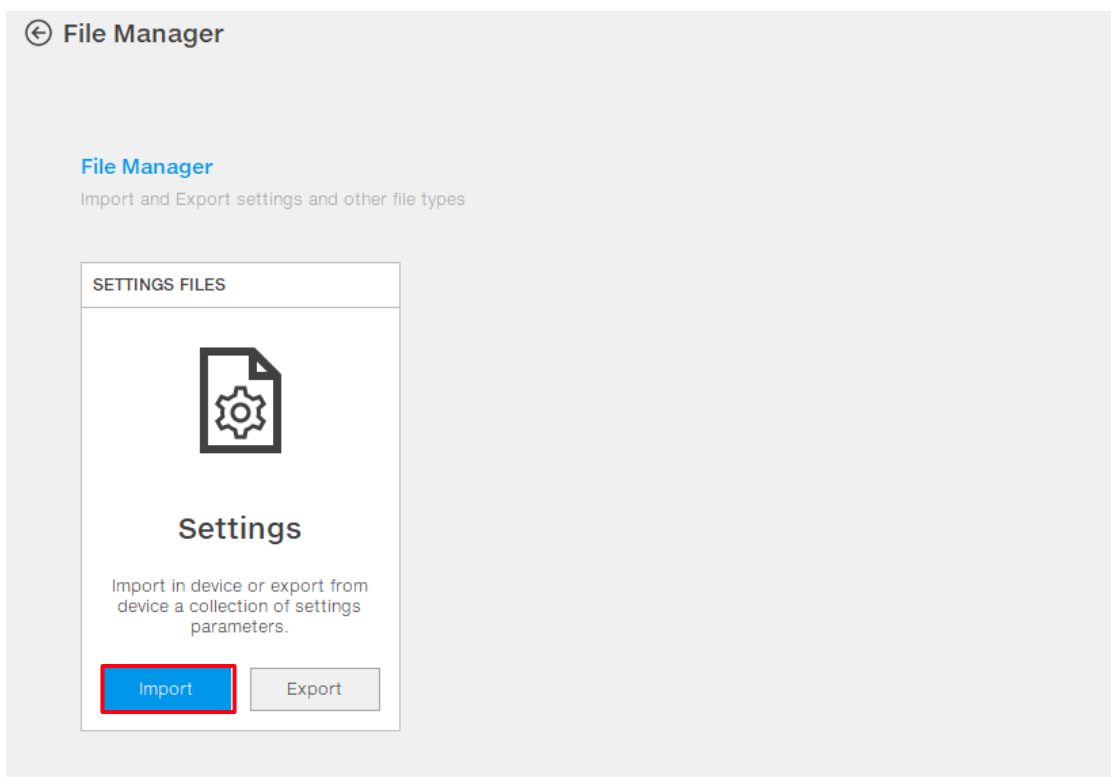 File Manager
File Manager
Import and Export settings and other file types
SETTINGS FILES
Settings
Import in device or export from
device a collection of settings
parameters.
Import
Export